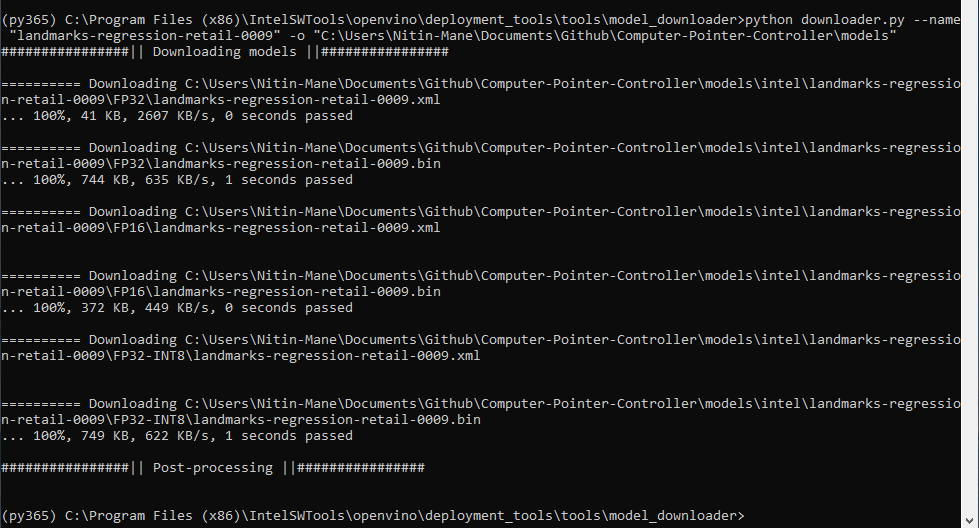 (py365) C:\Program Files (x86)\IntelSWTools\openvino\deployment_tools\tools\model_downloader>python downloader.py --name
 "landmarks-regression-retail-0009" -o "C:\Users\Nitin-Mane\Documents\Github\Computer-Pointer-Controller\models"
################|| Downloading models ||################
========== Downloading C:\Users\Nitin-Mane\Documents\Github\Computer-Pointer-Controller\models\intel\landmarks-regressio
n-retail-0009\FP32\landmarks-regression-retail-0009.xml
... 100%, 41 KB, 2607 KB/s, 0 seconds passed
========== Downloading C:\Users\Nitin-Mane\Documents\Github\Computer-Pointer-Controller\models\intel\landmarks-regressio
n-retail-0009\FP32\landmarks-regression-retail-0009.bin
... 100%, 744 KB, 635 KB/s, 1 seconds passed
========== Downloading C:\Users\Nitin-Mane\Documents\Github\Computer-Pointer-Controller\models\intel\landmarks-regressio
n-retail-0009\FP16\landmarks-regression-retail-0009.xml
========== Downloading C:\Users\Nitin-Mane\Documents\Github\Computer-Pointer-Controller\models\intel\landmarks-regressio
n-retail-0009\FP16\landmarks-regression-retail-0009.bin
... 100%, 372 KB, 449 KB/s, 0 seconds passed
========== Downloading C:\Users\Nitin-Mane\Documents\Github\Computer-Pointer-Controller\models\intel\landmarks-regressio
n-retail-0009\FP32-INT8\landmarks-regression-retail-0009.xml
========== Downloading C:\Users\Nitin-Mane\Documents\Github\Computer-Pointer-Controller\models\intel\landmarks-regressio
n-retail-0009\FP32-INT8\landmarks-regression-retail-0009.bin
... 100%, 749 KB, 622 KB/s, 1 seconds passed
################|| Post-processing ||################
(py365) C:\Program Files (x86)\IntelSWTools\openvino\deployment_tools\tools\model_downloader>